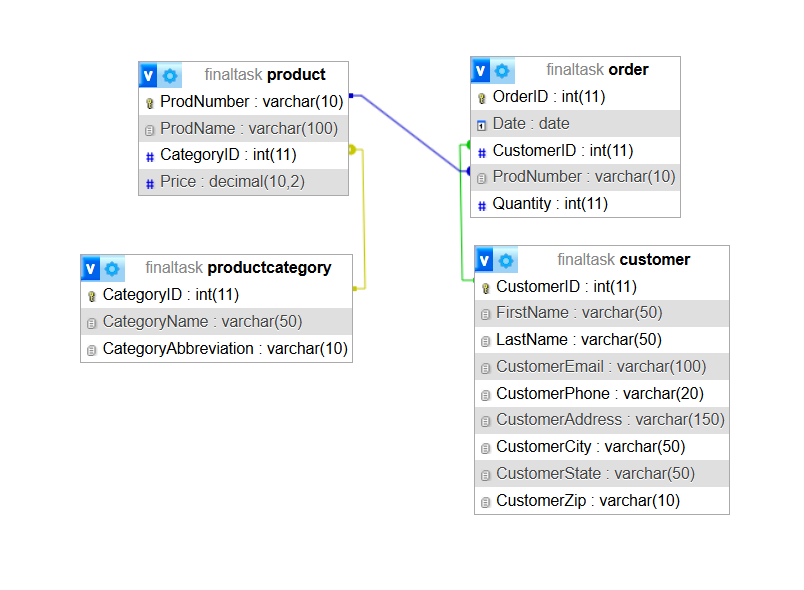 V finaltask product
ProdNumber : varchar(10)
ProdName : varchar(100)
# CategoryID : int(11)
# Price : decimal(10,2)
V finaltask order
OrderID : int(11)
Date : date
# CustomerID : int(11)
ProdNumber : varchar(10)
# Quantity : int(11)
V finaltask productcategory
CategoryID : int(11)
CategoryName : varchar(50)
CategoryAbbreviation : varchar(10)
V finaltask customer
CustomerID : int(11)
FirstName : varchar(50)
LastName : varchar(50)
CustomerEmail : varchar(100)
CustomerPhone : varchar(20)
CustomerAddress : varchar(150)
CustomerCity : varchar(50)
CustomerState : varchar(50)
CustomerZip : varchar(10)